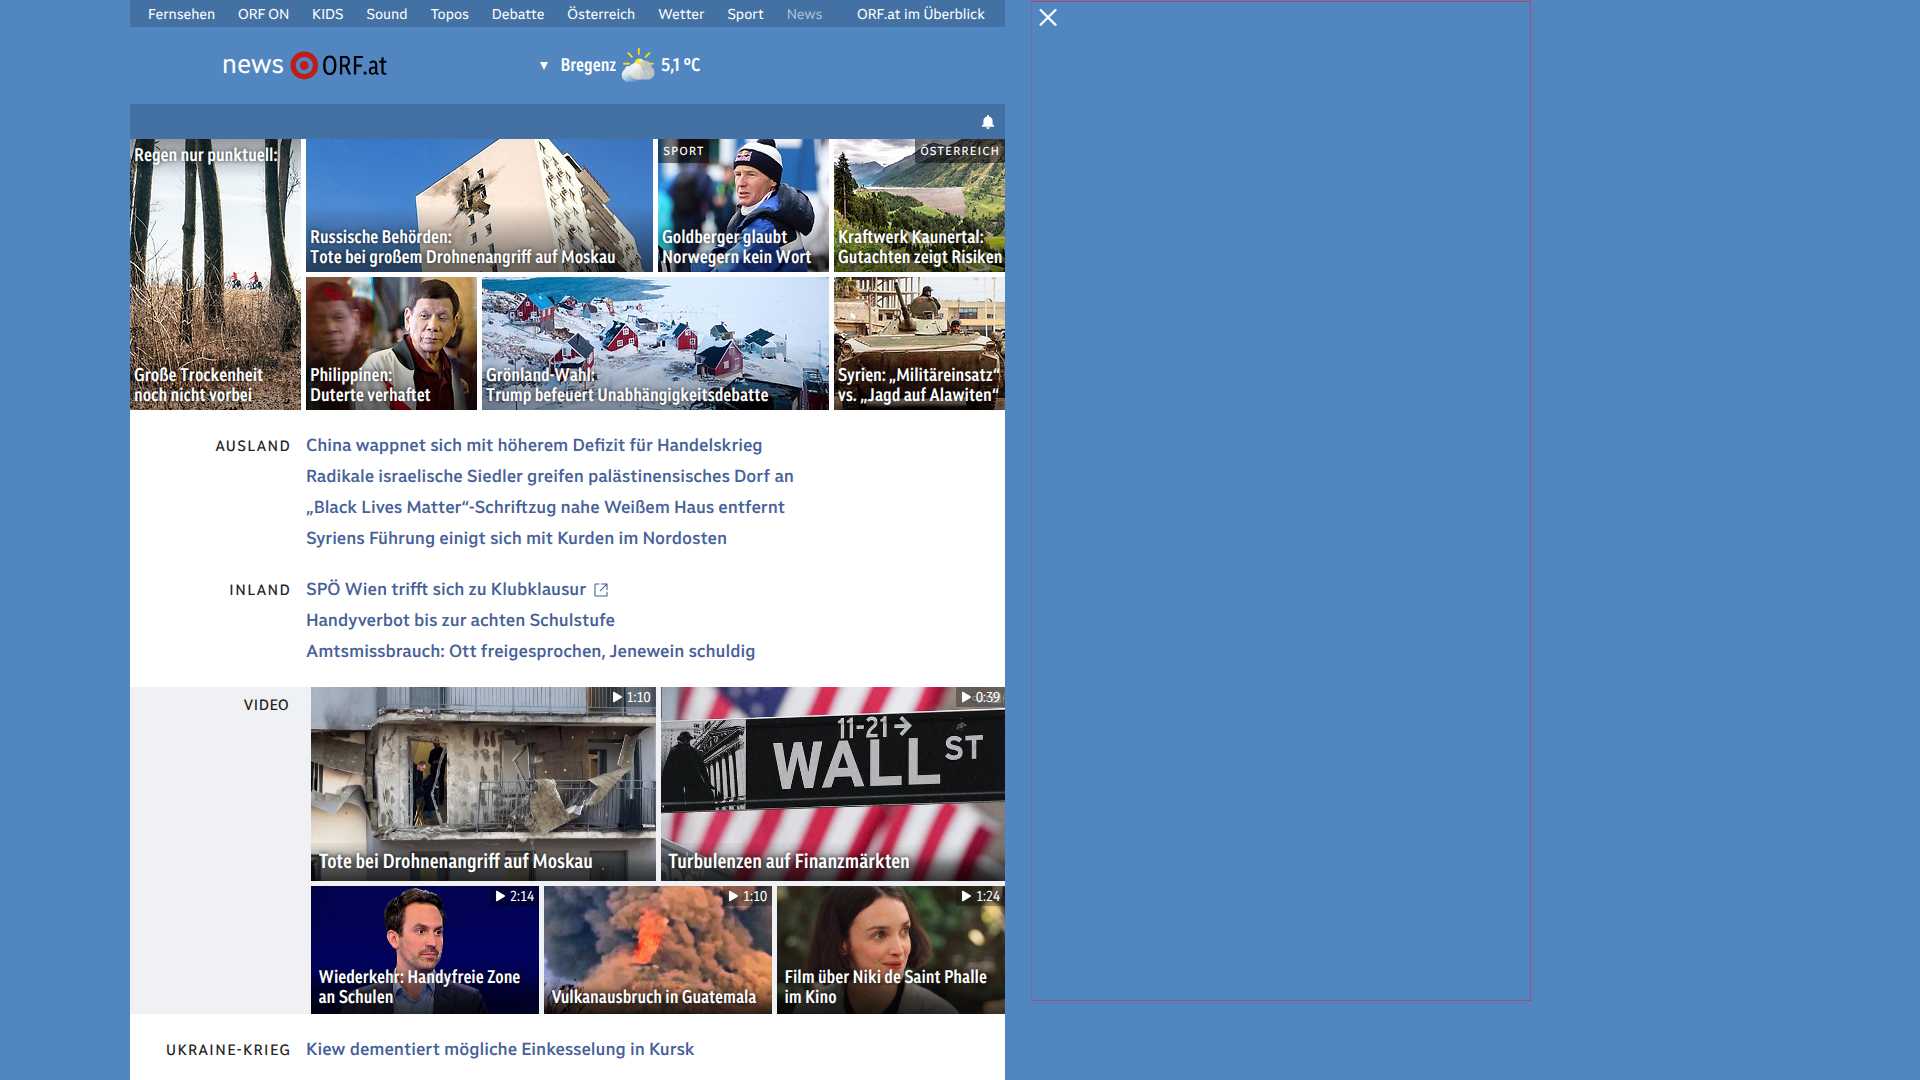 Fernsehen ORF ON KIDS Sound Topos Debatte Österreich Wetter Sport News ORF.at im Überblick
news ORF.at
▼ Bregenz 5,1 °C
Regen nur punktuell:
Große Trockenheit
noch nicht vorbei
Russische Behörden:
Tote bei großem Drohnenangriff auf Moskau
SPORT
Goldberger glaubt
Norwegern kein Wort
ÖSTERREICH
Kraftwerk Kaunertal:
Gutachten zeigt Risiken
Philippinen:
Duterte verhaftet
Grönland-Wahl:
Trump befeuert Unabhängigkeitsdebatte
Syrien: „Militäreinsatz“
vs. „Jagd auf Alawiten“
AUSLAND
China wappnet sich mit höherem Defizit für Handelskrieg
Radikale israelische Siedler greifen palästinensisches Dorf an
„Black Lives Matter“-Schriftzug nahe Weißem Haus entfernt
Syriens Führung einigt sich mit Kurden im Nordosten
INLAND
SPÖ Wien trifft sich zu Klubklausur
Handyverbot bis zur achten Schulstufe
Amtsmissbrauch: Ott freigesprochen, Jenewein schuldig
VIDEO
1:10
Tote bei Drohnenangriff auf Moskau
0:39
11-21 →
WALL ST
Turbulenzen auf Finanzmärkten
2:14
Wiederkehr: Handyfreie Zone
an Schulen
1:10
Vulkanausbruch in Guatemala
1:24
Film über Niki de Saint Phalle
im Kino
UKRAINE-KRIEG
Kiew dementiert mögliche Einkesselung in Kursk